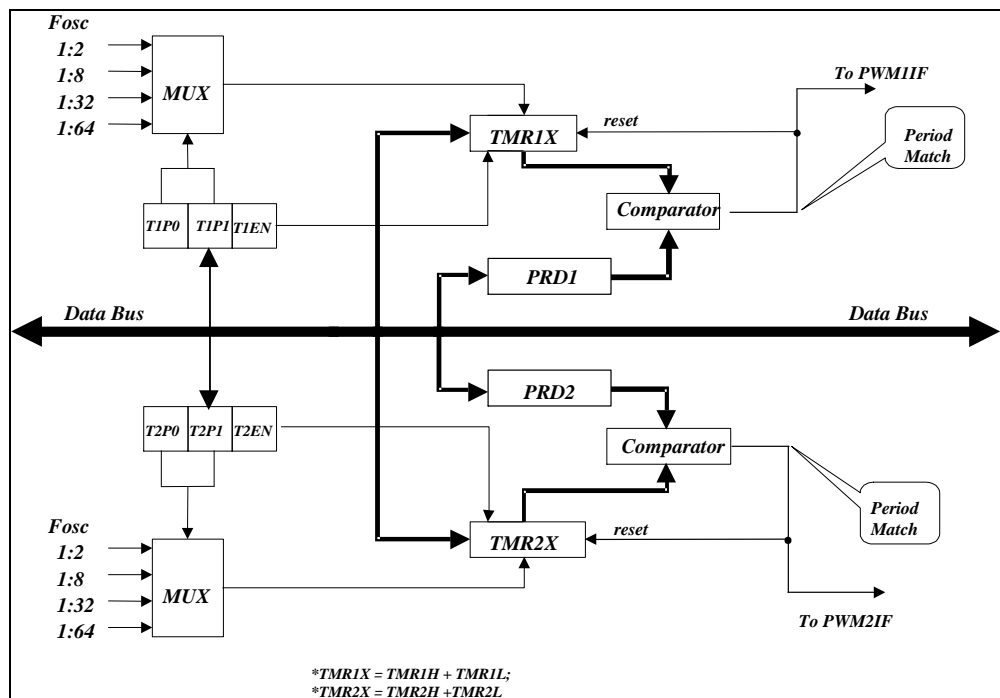 Fosc
1:2
1:8
1:32
1:64
MUX
To PWM1IF
reset
TMR1X
Period
Match
Comparator
T1P0 T1P1 T1EN
PRD1
Data Bus Data Bus
PRD2
T2P0 T2P1 T2EN
Comparator
Period
Match
Fosc
1:2
1:8
1:32
1:64
MUX
reset
TMR2X
To PWM2IF
*TMR1X = TMR1H + TMR1L;
*TMR2X = TMR2H +TMR2L